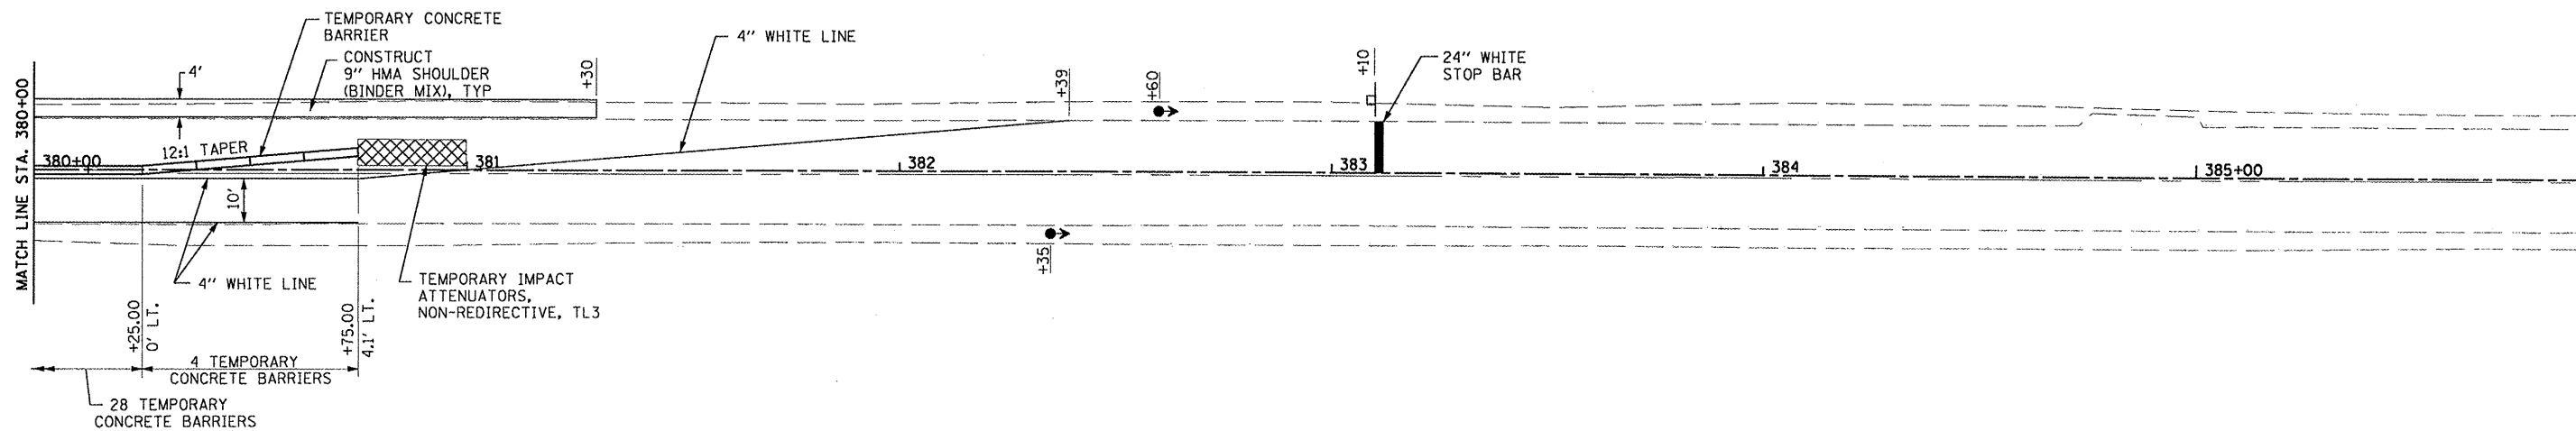 TEMPORARY CONCRETE
BARRIER
CONSTRUCT
9" HMA SHOULDER
(BINDER MIX), TYP
4'
+30
4" WHITE LINE
+39
+60
+10
24" WHITE
STOP BAR
MATCH LINE STA. 380+00
380+00
12:1 TAPER
381
382
383
384
385+00
10'
+35
4" WHITE LINE
TEMPORARY IMPACT
ATTENUATORS,
NON-REDIRECTIVE, TL3
+25.00
0' LT.
+75.00
4.1' LT.
4 TEMPORARY
CONCRETE BARRIERS
28 TEMPORARY
CONCRETE BARRIERS